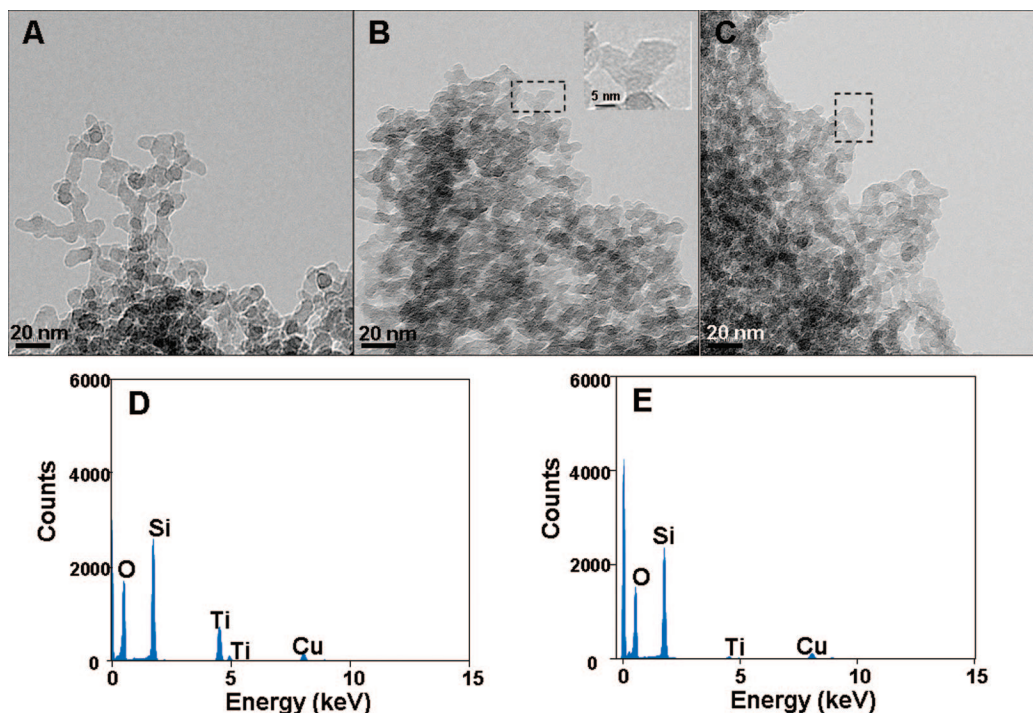 A B C
5 nm
20 nm 20 nm 20 nm
D
6000
4000
2000
0
Counts
O Si Ti Ti Cu
0 5 10 15
Energy (keV)
E
6000
4000
2000
0
Counts
O Si Ti Cu
0 5 10 15
Energy (keV)